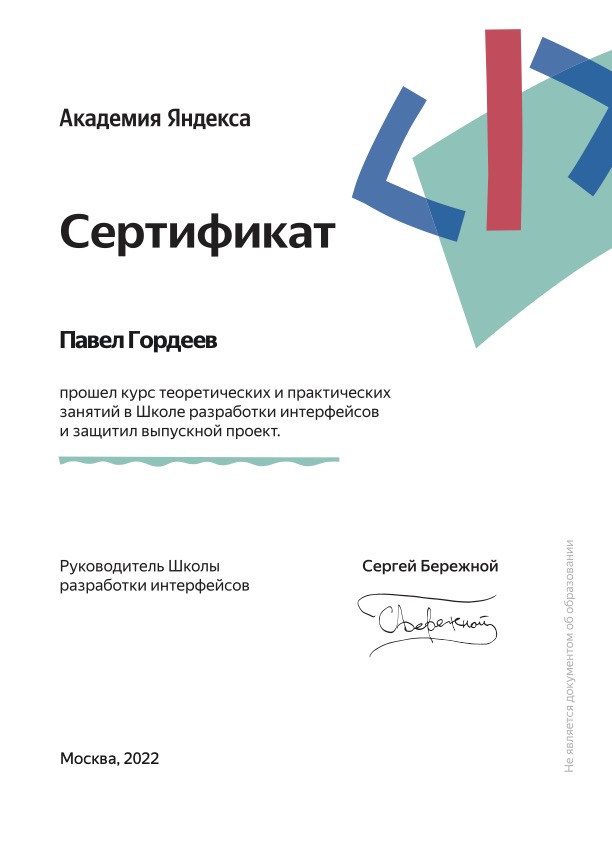 Академия Яндекса
Сертификат
Павел Гордеев
прошел курс теоретических и практических
занятий в Школе разработки интерфейсов
и защитил выпускной проект.
Руководитель Школы
разработки интерфейсов
Сергей Бережной
СБережной
Москва, 2022
Не является документом об образовании